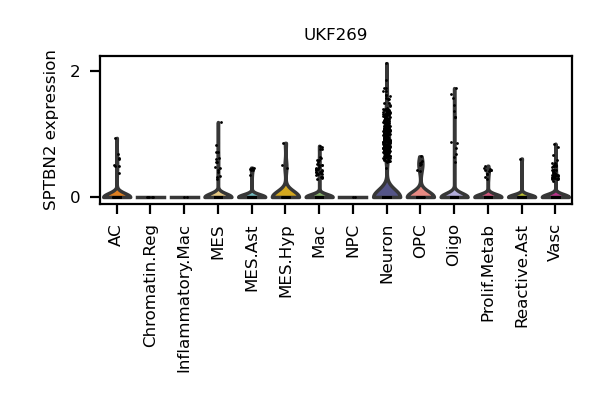 UKF269
SPTBN2 expression
2
0
AC
Chromatin.Reg
Inflammatory.Mac
MES
MES.Ast
MES.Hyp
Mac
NPC
Neuron
OPC
Oligo
Prolif.Metab
Reactive.Ast
Vasc